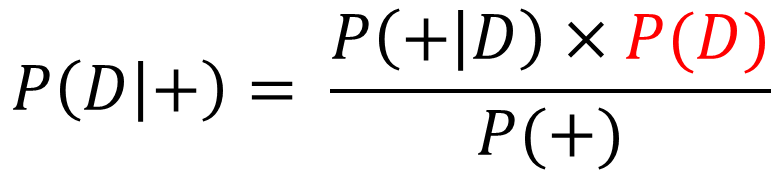 P(D|+) = P(+|D) × P(D)
P(+)